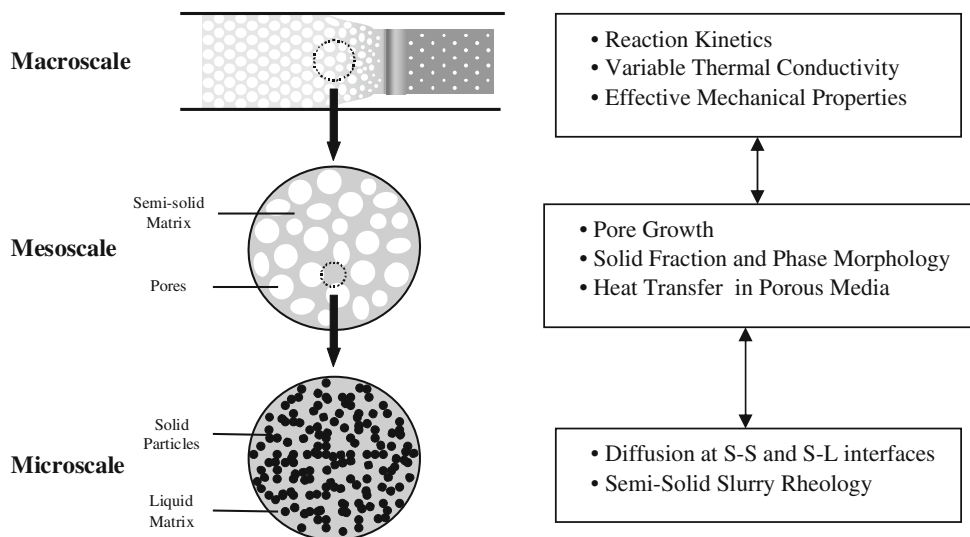 Macroscale
• Reaction Kinetics
• Variable Thermal Conductivity
• Effective Mechanical Properties
Semi-solid
Matrix
Mesoscale
Pores
• Pore Growth
• Solid Fraction and Phase Morphology
• Heat Transfer in Porous Media
Solid
Particles
Microscale
Liquid
Matrix
• Diffusion at S-S and S-L interfaces
• Semi-Solid Slurry Rheology